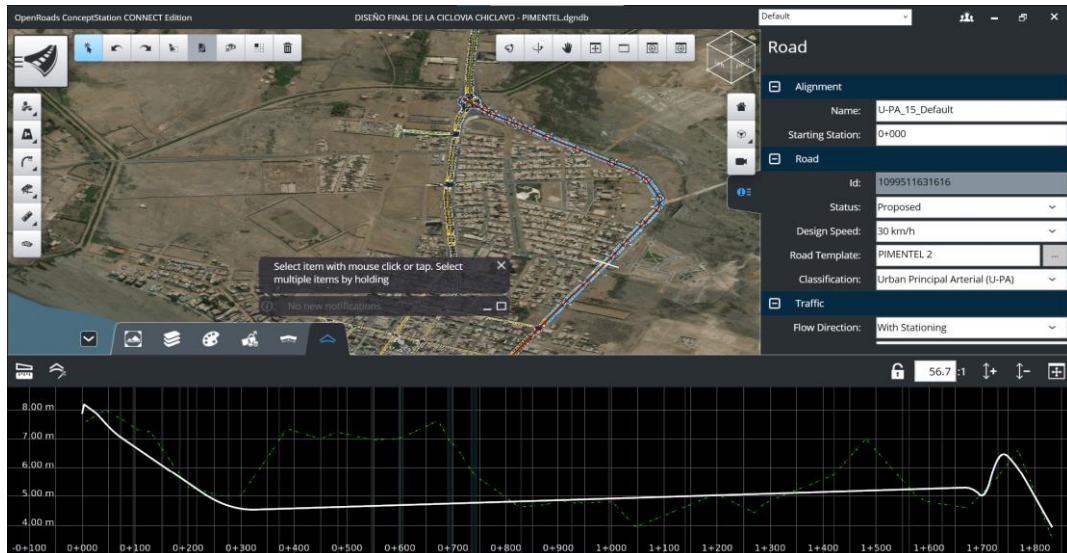 OpenRoads ConceptStation CONNECT Edition
DISEÑO FINAL DE LA CICLOVIA CHICLAYO - PIMENTEL.dgndb
Default
Road
Alignment
Name: U-PA_15_Default
Starting Station: 0+000
Road
Id: 1099511631616
Status: Proposed
Design Speed: 30 km/h
Road Template: PIMENTEL 2
...
Classification: Urban Principal Arterial (U-PA)
Traffic
Flow Direction: With Stationing
Select item with mouse click or tap. Select
multiple items by holding
No new notifications.
56.7 :1
8.00 m
7.00 m
6.00 m
5.00 m
4.00 m
-0+100 0+000 0+100 0+200 0+300 0+400 0+500 0+600 0+700 0+800 0+900 1+000 1+100 1+200 1+300 1+400 1+500 1+600 1+700 1+800